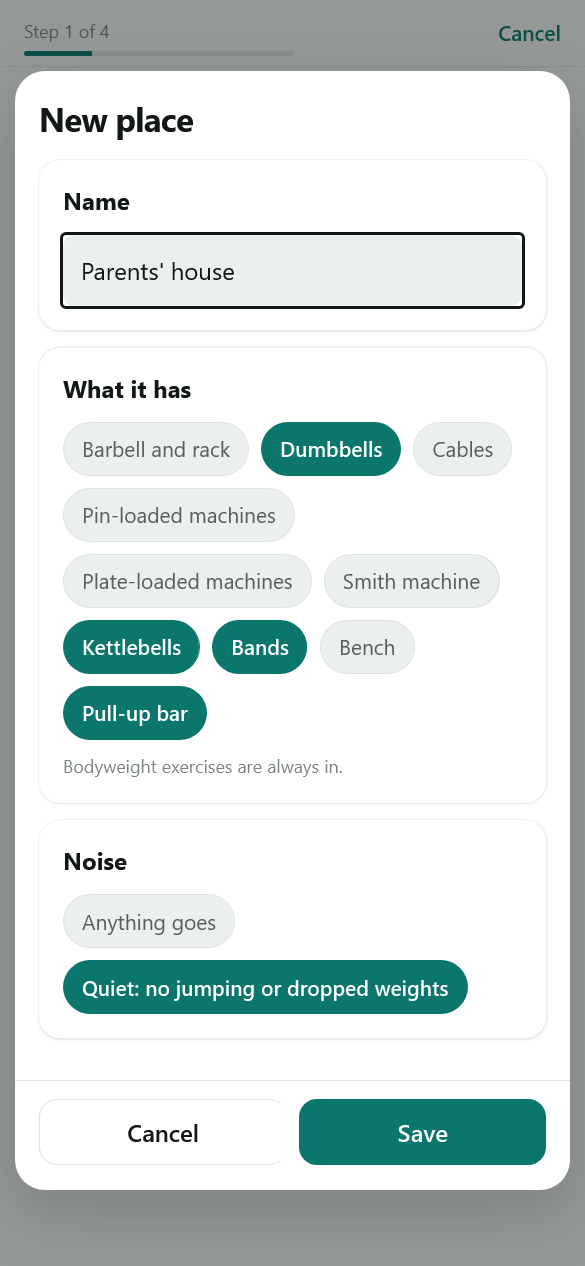 Step 1 of 4
Cancel
New place
Name
Parents' house
What it has
Barbell and rack
Dumbbells
Cables
Pin-loaded machines
Plate-loaded machines
Smith machine
Kettlebells
Bands
Bench
Pull-up bar
Bodyweight exercises are always in.
Noise
Anything goes
Quiet: no jumping or dropped weights
Cancel
Save